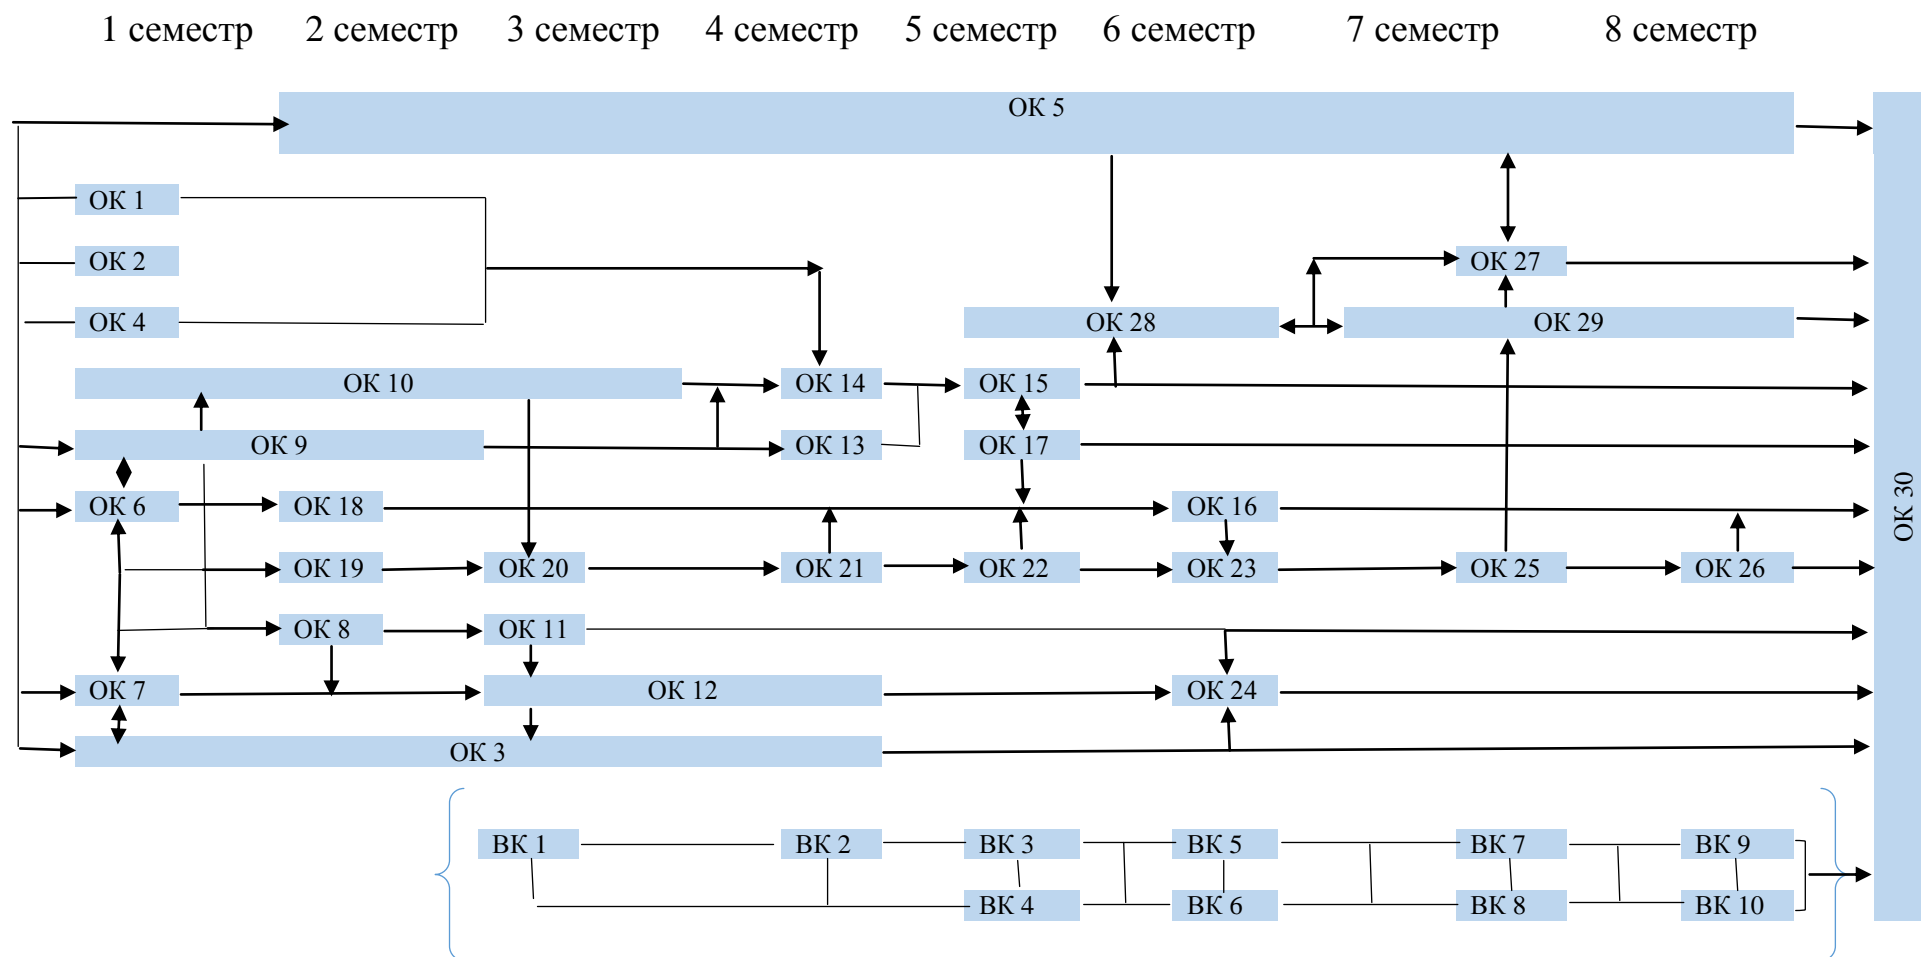 1 семестр 2 семестр 3 семестр 4 семестр 5 семестр 6 семестр 7 семестр 8 семестр
ОК 5
ОК 1
ОК 2 ОК 27
ОК 4 ОК 28 ОК 29
ОК 10 ОК 14 ОК 15
ОК 9 ОК 13 ОК 17
ОК 6 ОК 18 ОК 16
ОК 30
ОК 19 ОК 20 ОК 21 ОК 22 ОК 23 ОК 25 ОК 26
ОК 8 ОК 11
ОК 7 ОК 12 ОК 24
ОК 3
ВК 1 ВК 2 ВК 3 ВК 5 ВК 7 ВК 9
ВК 4 ВК 6 ВК 8 ВК 10